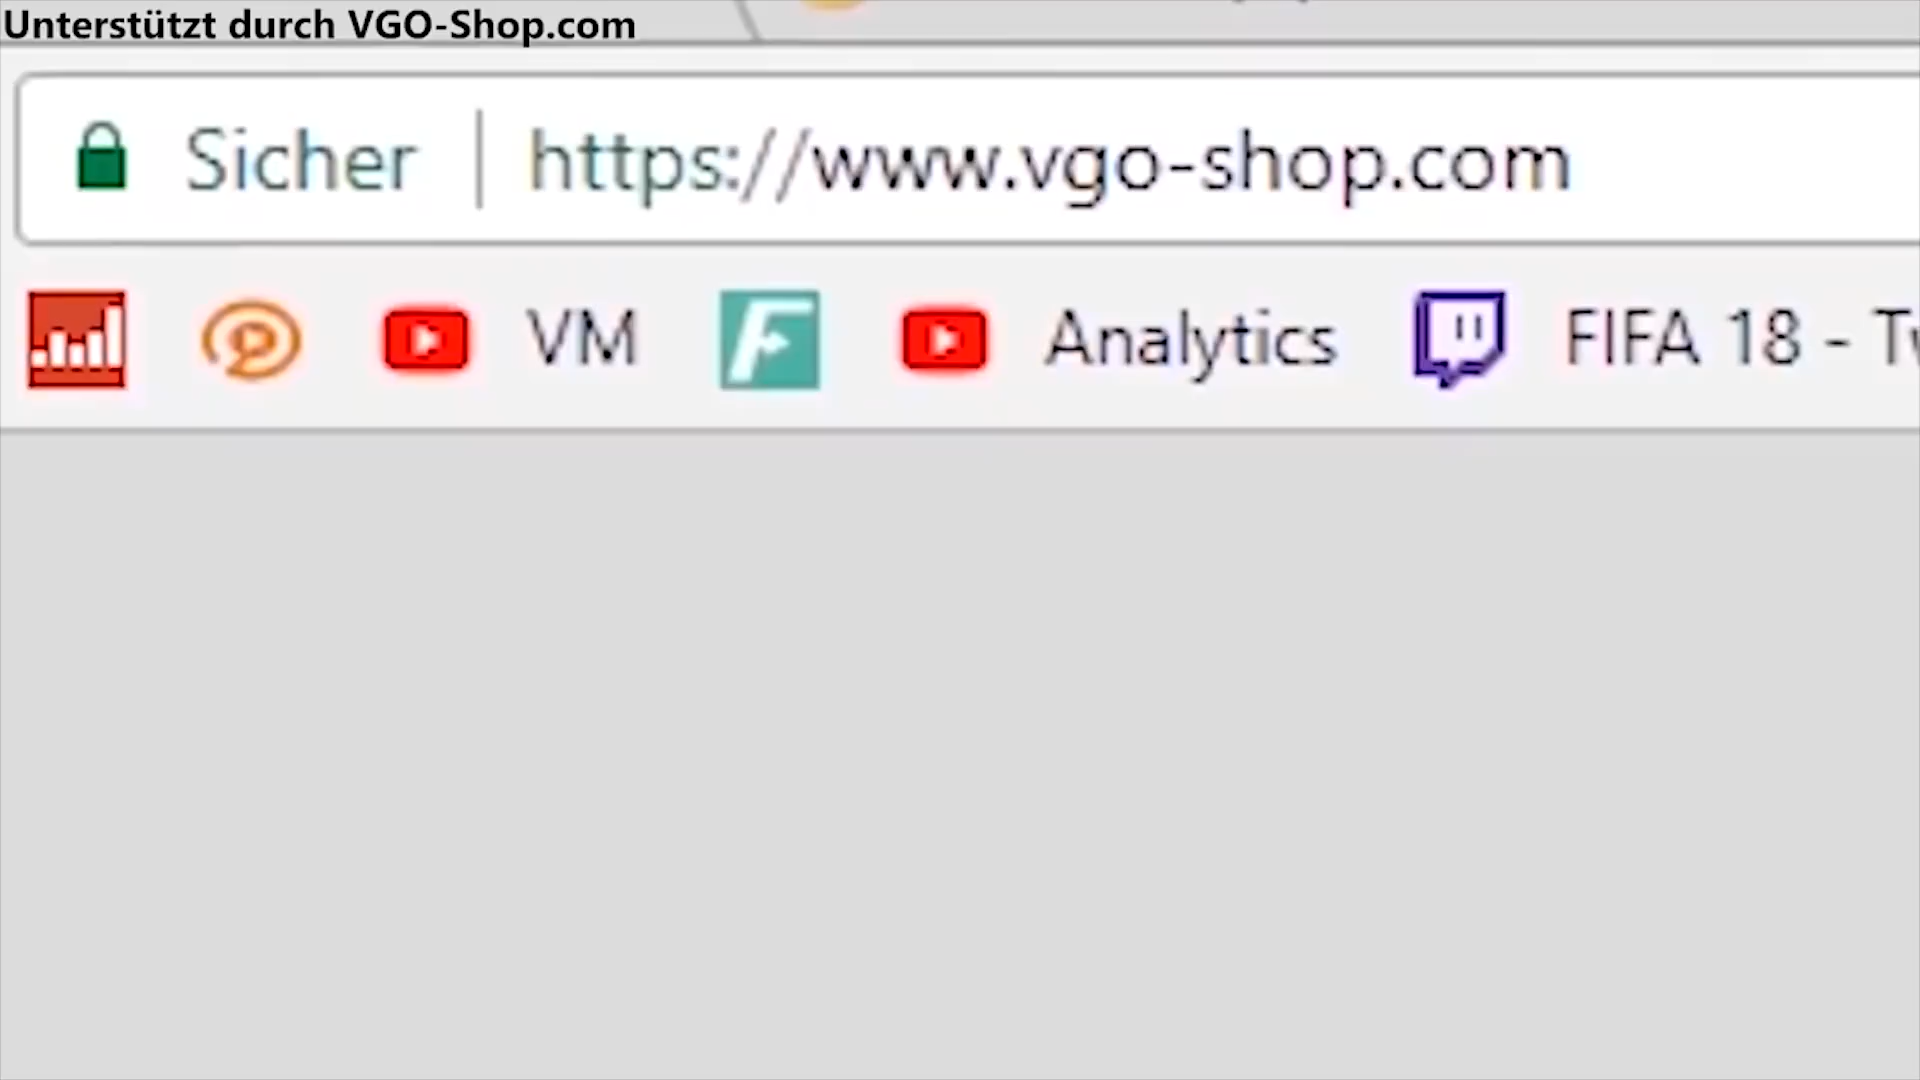 Unterstützt durch VGO-Shop.com
Sicher https://www.vgo-shop.com
VM Analytics FIFA 18 -